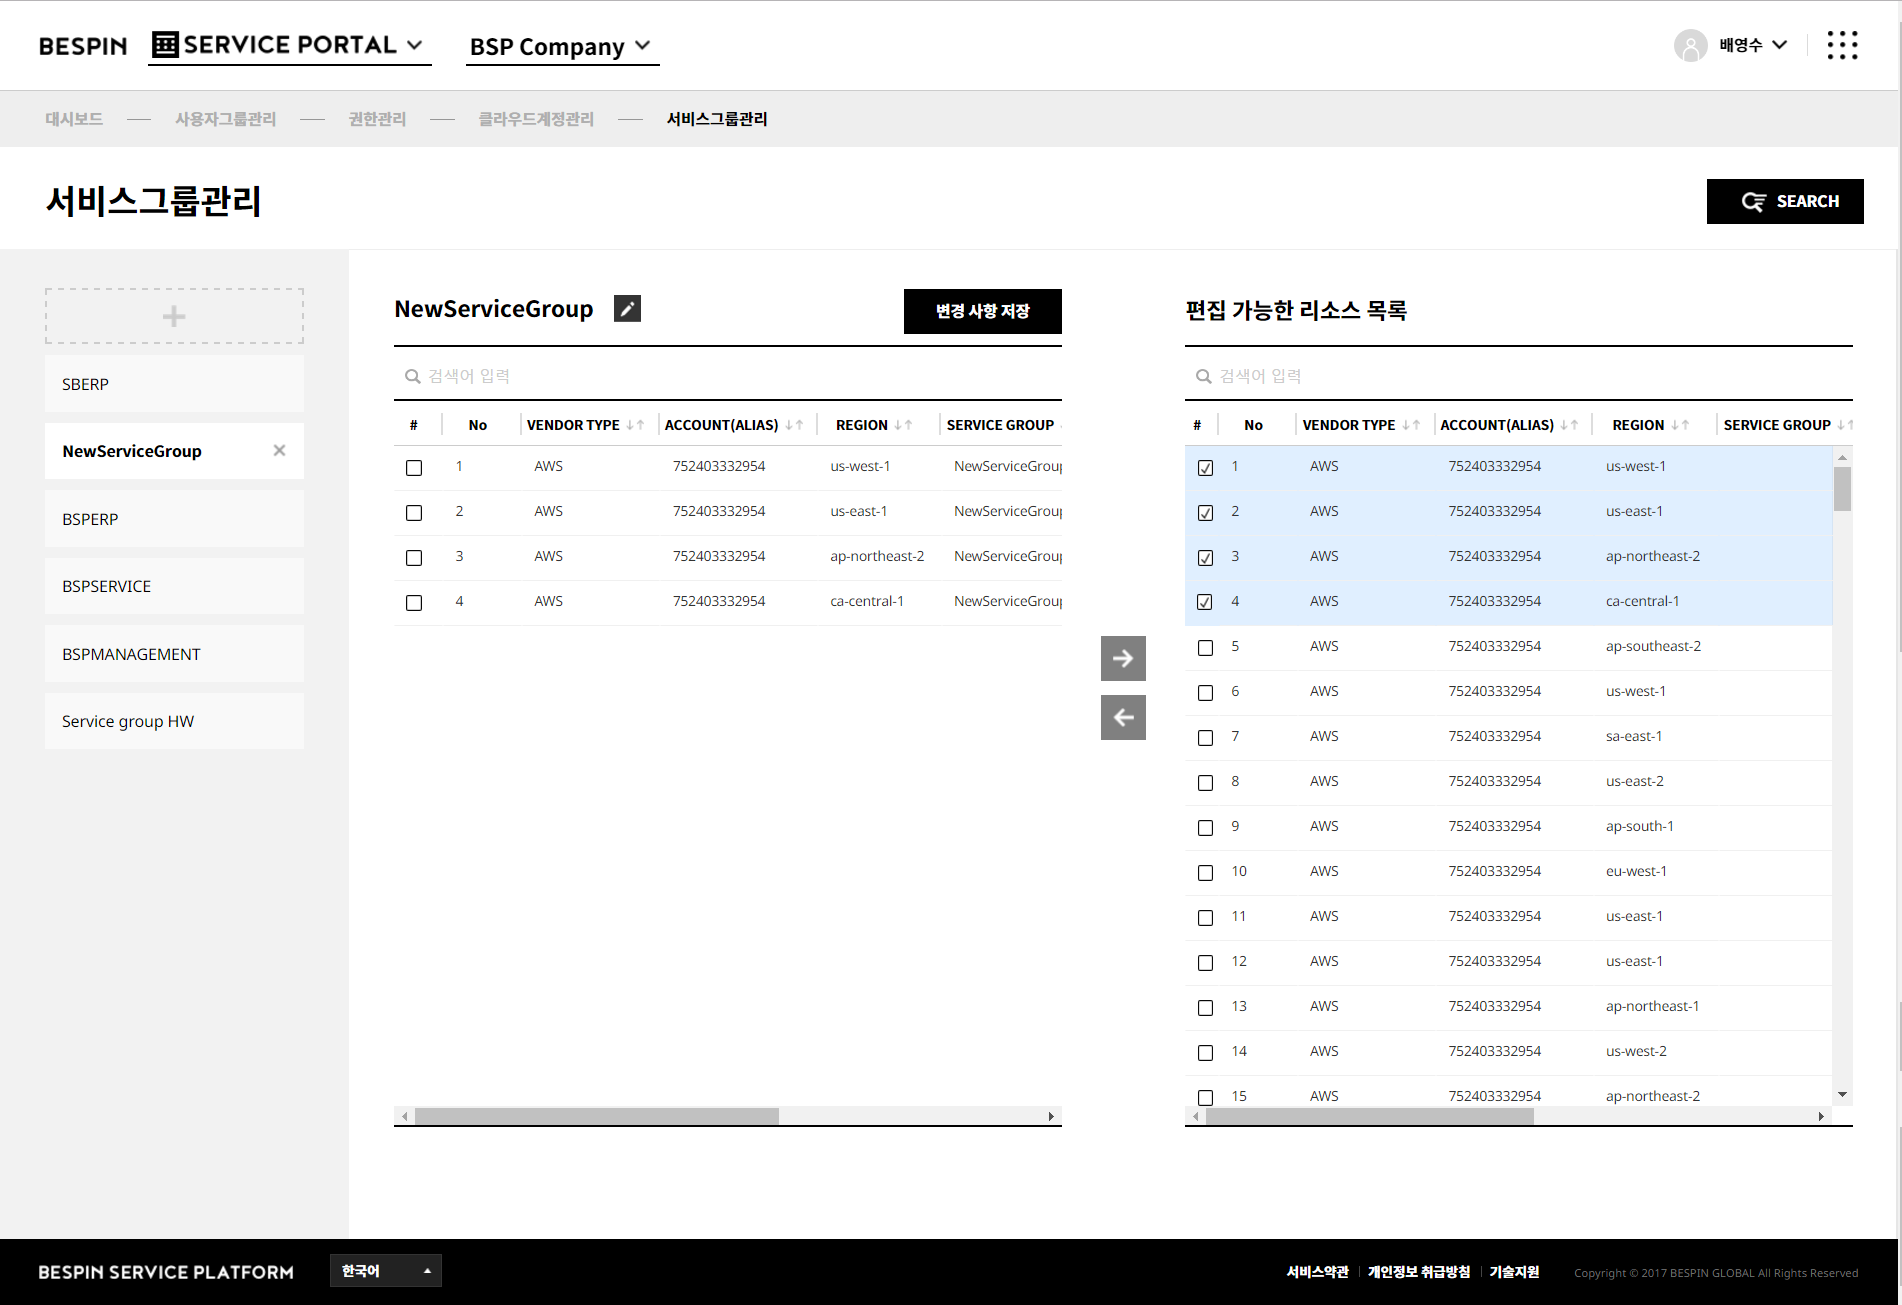 BESPIN SERVICE PORTAL BSP Company 배영수
대시보드 사용자그룹관리 권한관리 클라우드계정관리 서비스그룹관리
서비스그룹관리 SEARCH
SBERP
NewServiceGroup
BSPERP
BSPSERVICE
BSPMANAGEMENT
Service group HW
NewServiceGroup 변경 사항 저장
검색어 입력
# No VENDOR TYPE ACCOUNT(ALIAS) REGION SERVICE GROUP
1 AWS 752403332954 us-west-1 NewServiceGroup
2 AWS 752403332954 us-east-1 NewServiceGroup
3 AWS 752403332954 ap-northeast-2 NewServiceGroup
4 AWS 752403332954 ca-central-1 NewServiceGroup
편집 가능한 리소스 목록
검색어 입력
# No VENDOR TYPE ACCOUNT(ALIAS) REGION SERVICE GROUP
1 AWS 752403332954 us-west-1
2 AWS 752403332954 us-east-1
3 AWS 752403332954 ap-northeast-2
4 AWS 752403332954 ca-central-1
5 AWS 752403332954 ap-southeast-2
6 AWS 752403332954 us-west-1
7 AWS 752403332954 sa-east-1
8 AWS 752403332954 us-east-2
9 AWS 752403332954 ap-south-1
10 AWS 752403332954 eu-west-1
11 AWS 752403332954 us-east-1
12 AWS 752403332954 us-east-1
13 AWS 752403332954 ap-northeast-1
14 AWS 752403332954 us-west-2
15 AWS 752403332954 ap-northeast-2
BESPIN SERVICE PLATFORM 한국어 서비스약관 개인정보 취급방침 기술지원 Copyright © 2017 BESPIN GLOBAL All Rights Reserved